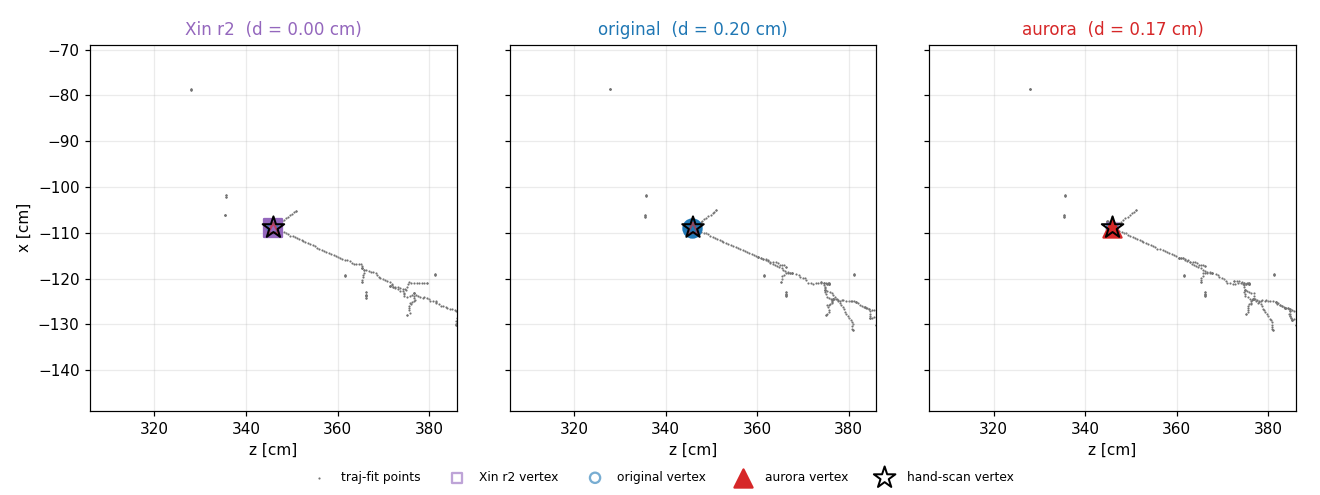 Xin r2  (d = 0.00 cm)
original  (d = 0.20 cm)
aurora  (d = 0.17 cm)
−70
−80
−90
−100
−110
−120
−130
−140
x [cm]
320 340 360 380
320 340 360 380
320 340 360 380
z [cm]
z [cm]
z [cm]
traj-fit points
Xin r2 vertex
original vertex
aurora vertex
hand-scan vertex